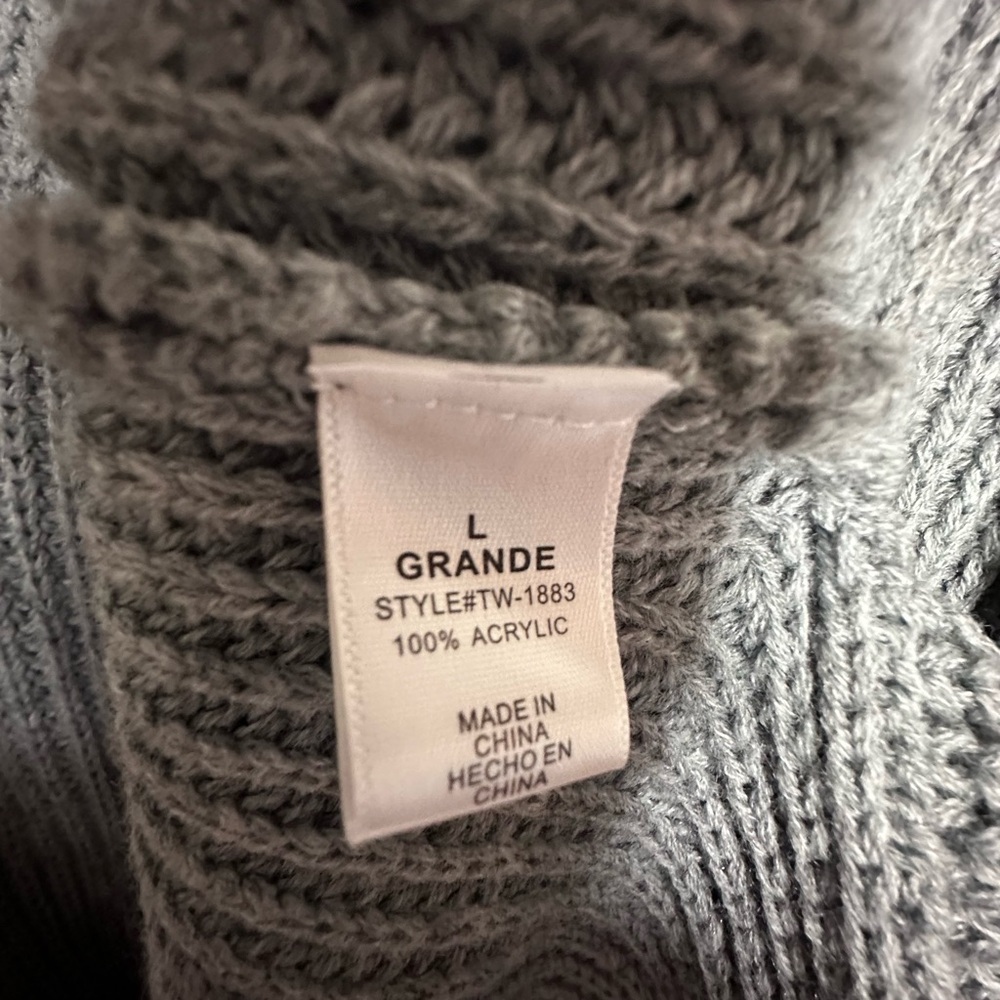 L
GRANDE
STYLE#TW-1883
100% ACRYLIC
MADE IN
CHINA
HECHO EN
CHINA